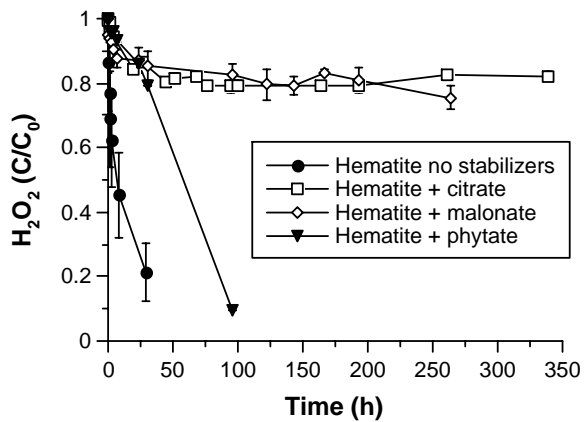 H₂O₂ (C/C₀)
1
0.8
0.6
0.4
0.2
0
Hematite no stabilizers
Hematite + citrate
Hematite + malonate
Hematite + phytate
0 50 100 150 200 250 300 350
Time (h)